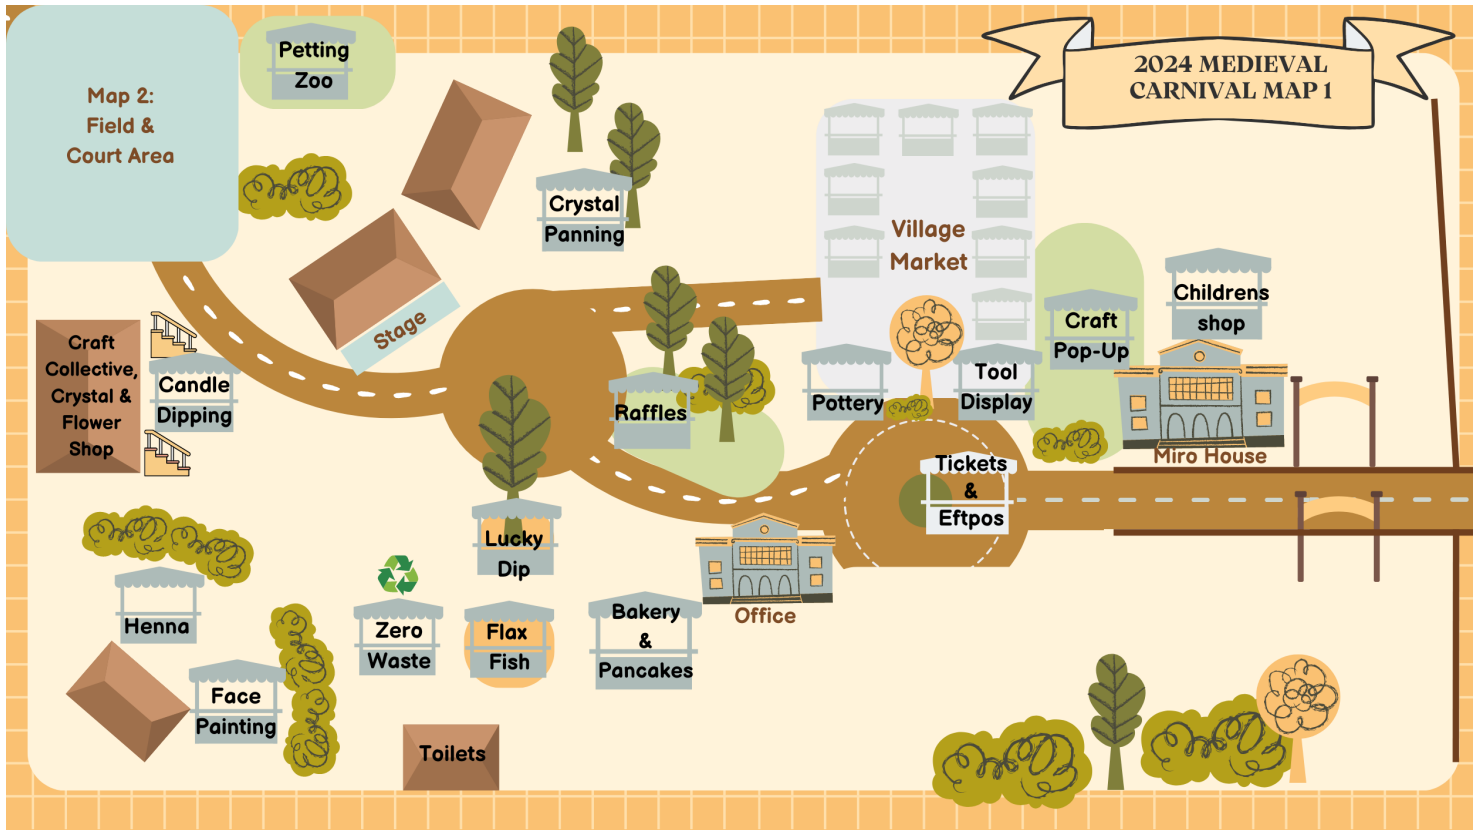 2024 MEDIEVAL
CARNIVAL MAP 1
Petting
Zoo
Map 2:
Field &
Court Area
Crystal
Panning
Village
Market
Childrens
shop
Craft
Pop-Up
Stage
Craft
Collective,
Crystal &
Flower
Shop
Candle
Dipping
Raffles
Pottery
Tool
Display
Miro House
Tickets
&
Eftpos
Lucky
Dip
Office
Henna
Zero
Waste
Flax
Fish
Bakery
&
Pancakes
Face
Painting
Toilets